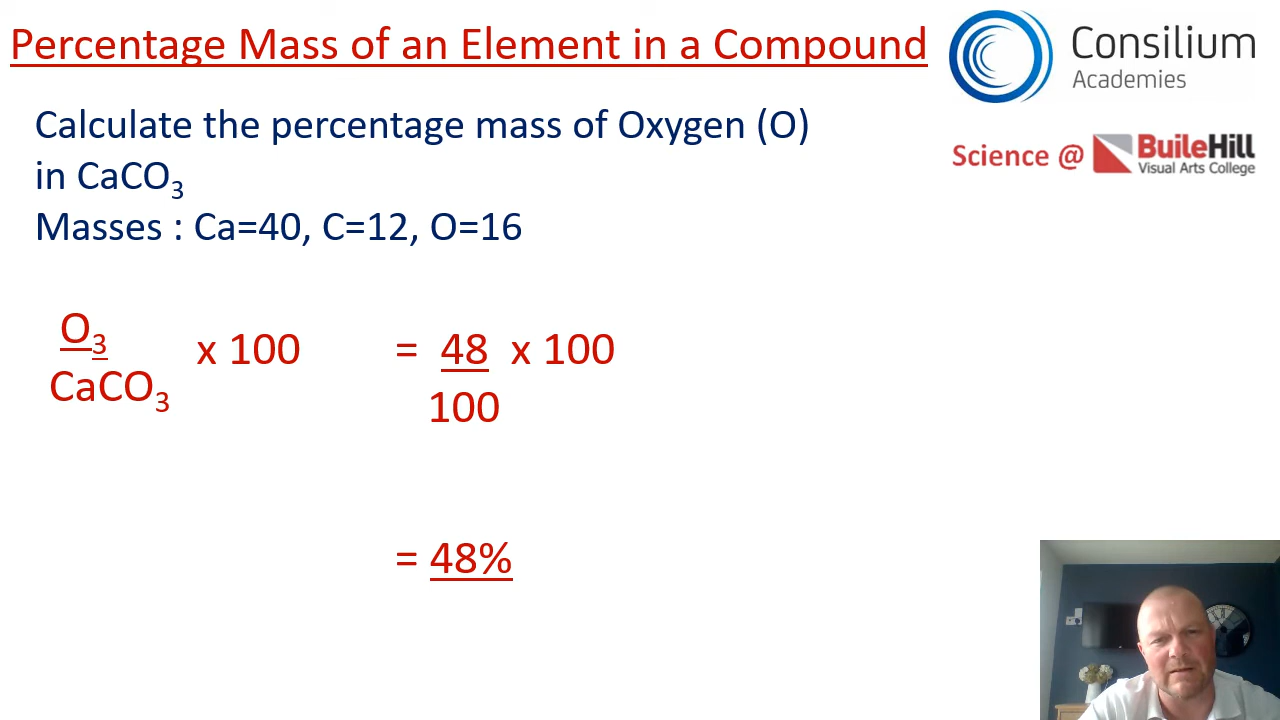 Percentage Mass of an Element in a Compound
Consilium
Academies
Calculate the percentage mass of Oxygen (O)
in CaCO₃
Science @ BuileHill
Visual Arts College
Masses : Ca=40, C=12, O=16
O₃
CaCO₃
x 100
= 48 x 100
100
= 48%